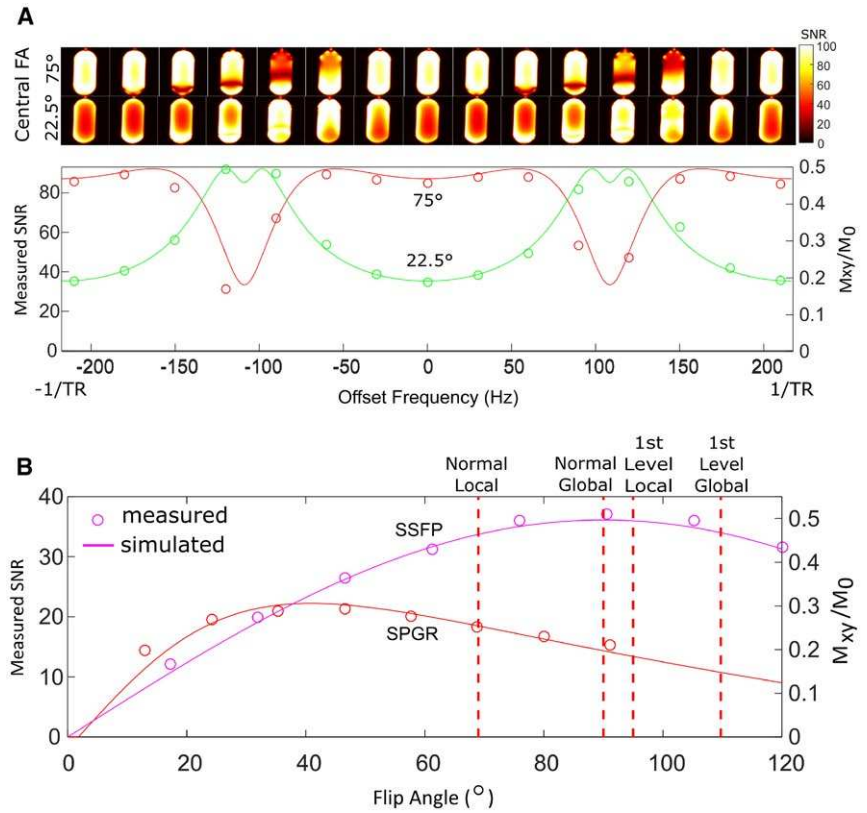 A
SNR
Central FA
75°
22.5°
100
80
60
40
20
0
Measured SNR
80
60
40
20
0
75°
22.5°
0.5
0.4
0.3
0.2
0.1
0
Mxy/M0
-200 -150 -100 -50 0 50 100 150 200
-1/TR Offset Frequency (Hz) 1/TR
B
Normal Local
Normal Global
1st Level Local
1st Level Global
Measured SNR
40
30
20
10
0
measured
simulated
SSFP
SPGR
0.5
0.4
0.3
0.2
0.1
0
Mxy/M0
0 20 40 60 80 100 120
Flip Angle (°)